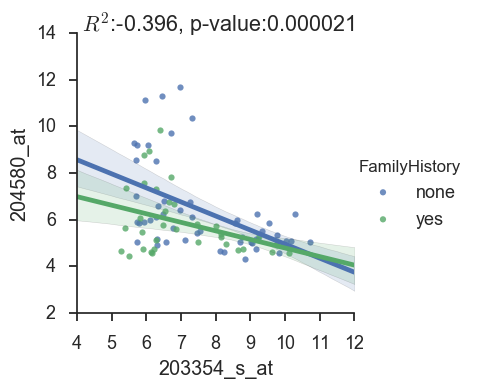 R²:-0.396, p-value:0.000021
14
12
10
8
6
4
2
204580_at
4 5 6 7 8 9 10 11 12
203354_s_at
FamilyHistory
none
yes